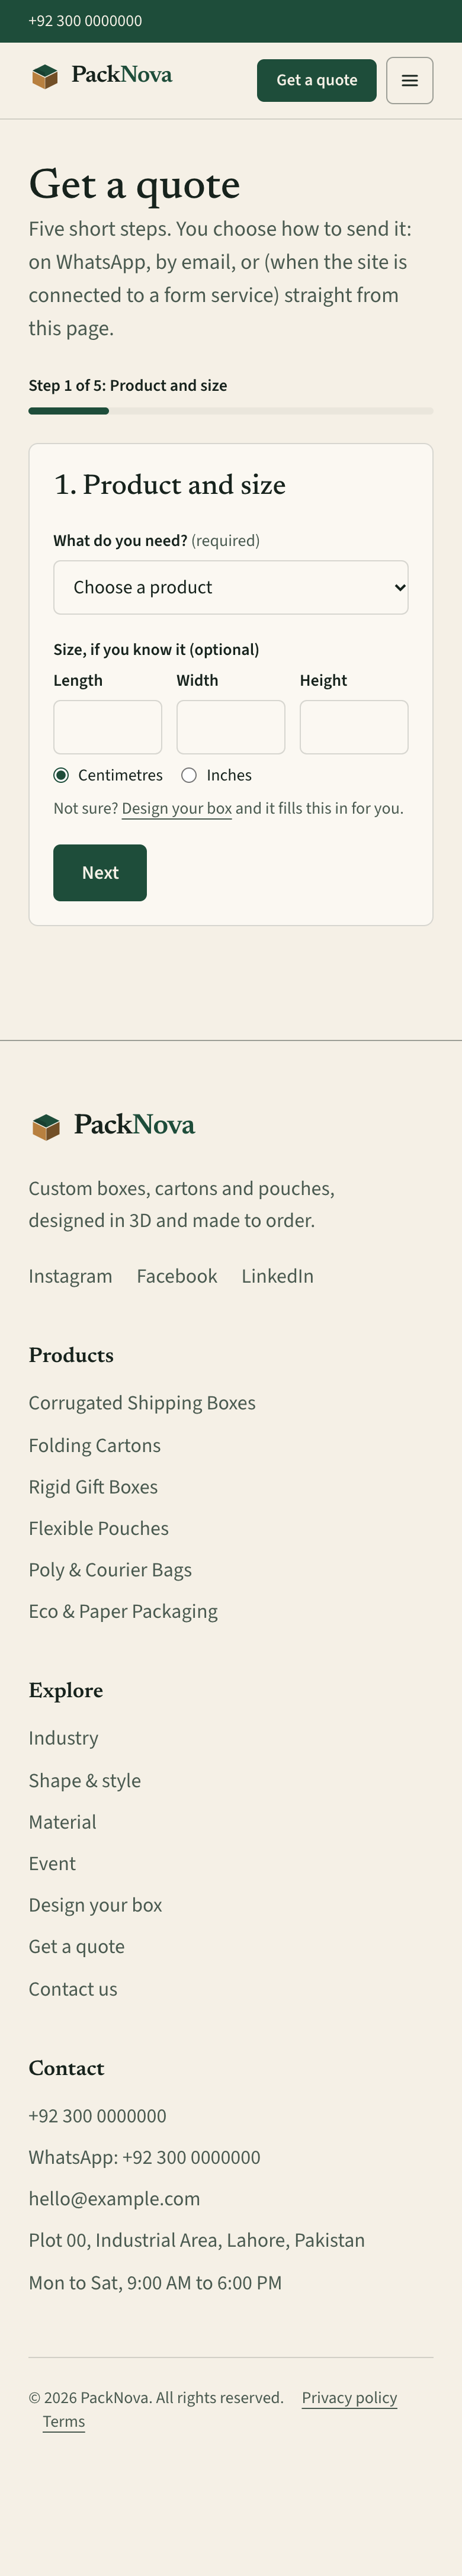 +92 300 0000000
PackNova
Get a quote
Get a quote
Five short steps. You choose how to send it:
on WhatsApp, by email, or (when the site is
connected to a form service) straight from
this page.
Step 1 of 5: Product and size
1. Product and size
What do you need? (required)
Choose a product
Size, if you know it (optional)
Length Width Height
Centimetres Inches
Not sure? Design your box and it fills this in for you.
Next
PackNova
Custom boxes, cartons and pouches,
designed in 3D and made to order.
Instagram Facebook LinkedIn
Products
Corrugated Shipping Boxes
Folding Cartons
Rigid Gift Boxes
Flexible Pouches
Poly & Courier Bags
Eco & Paper Packaging
Explore
Industry
Shape & style
Material
Event
Design your box
Get a quote
Contact us
Contact
+92 300 0000000
WhatsApp: +92 300 0000000
hello@example.com
Plot 00, Industrial Area, Lahore, Pakistan
Mon to Sat, 9:00 AM to 6:00 PM
© 2026 PackNova. All rights reserved. Privacy policy
Terms